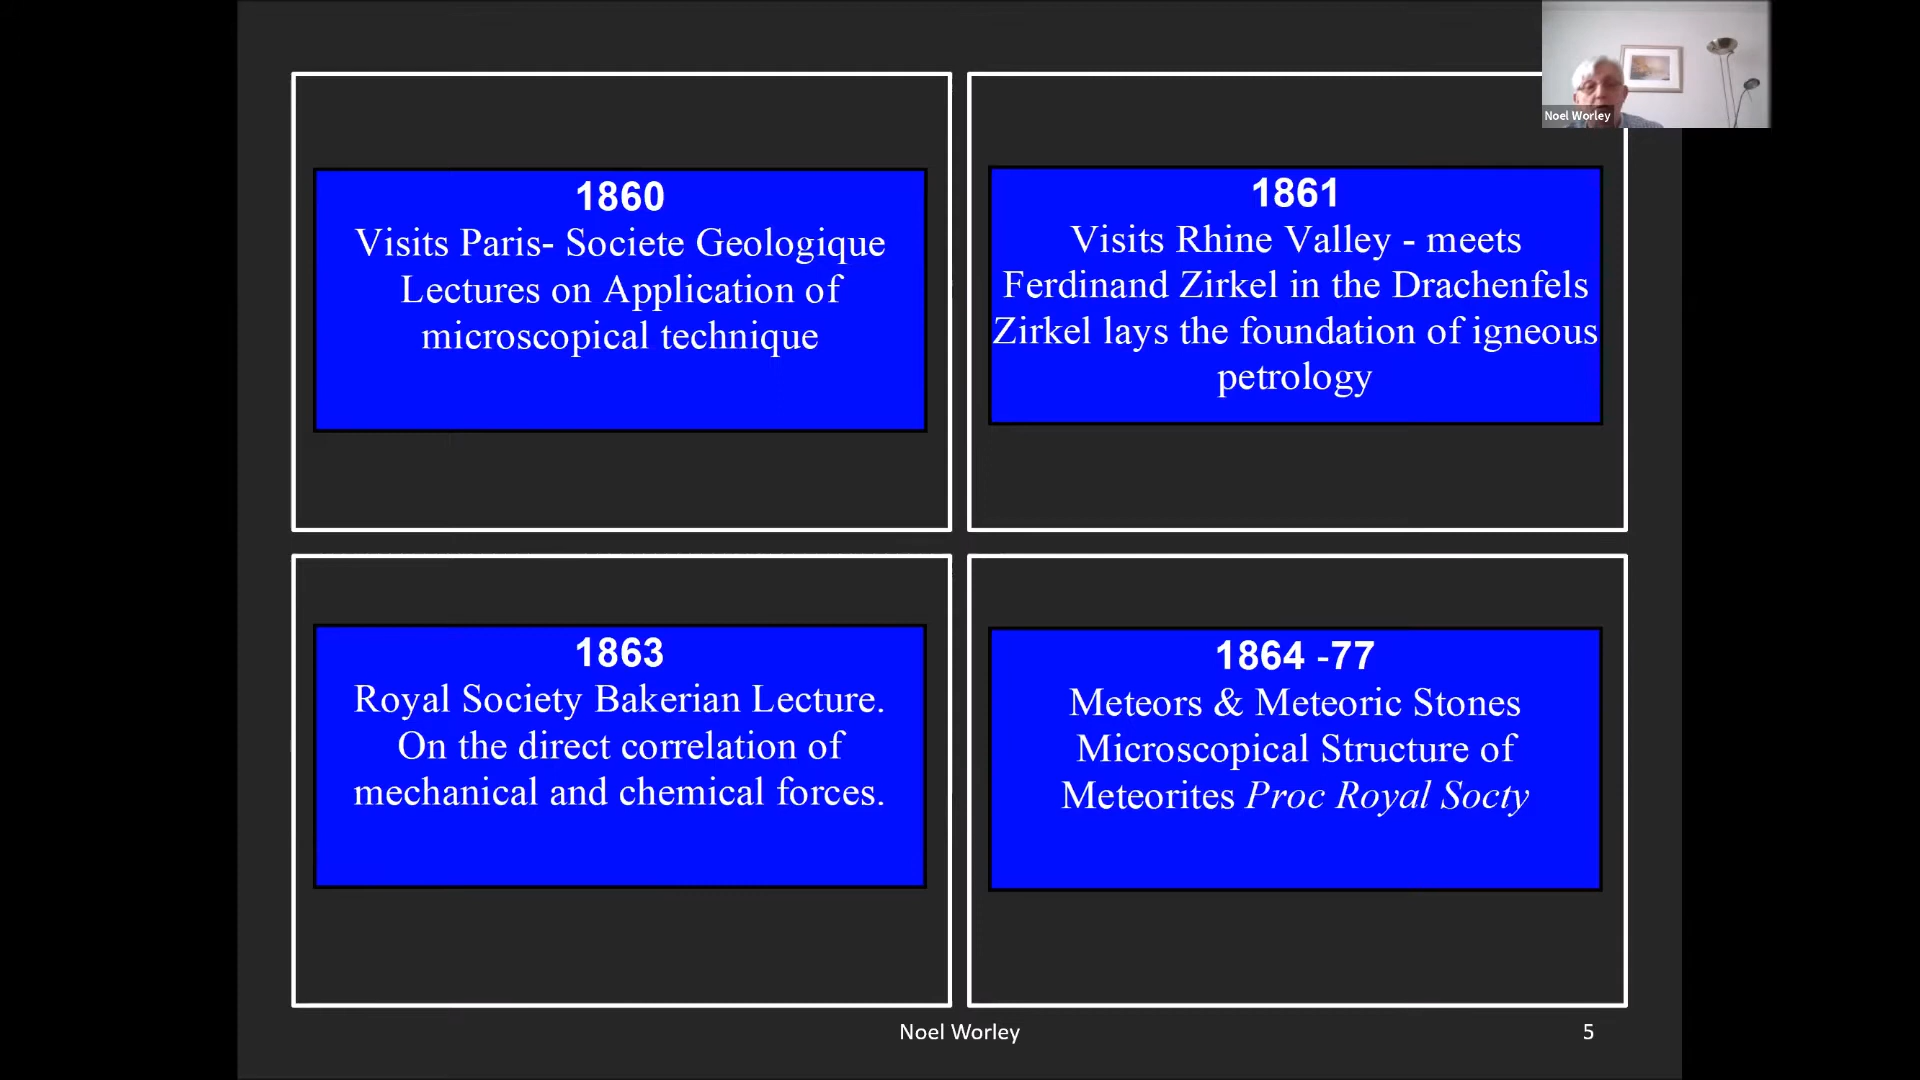 Noel Worley
1860
Visits Paris- Societe Geologique
Lectures on Application of
microscopical technique
1861
Visits Rhine Valley - meets
Ferdinand Zirkel in the Drachenfels
Zirkel lays the foundation of igneous
petrology
1863
Royal Society Bakerian Lecture.
On the direct correlation of
mechanical and chemical forces.
1864 -77
Meteors & Meteoric Stones
Microscopical Structure of
Meteorites Proc Royal Socty
Noel Worley
5